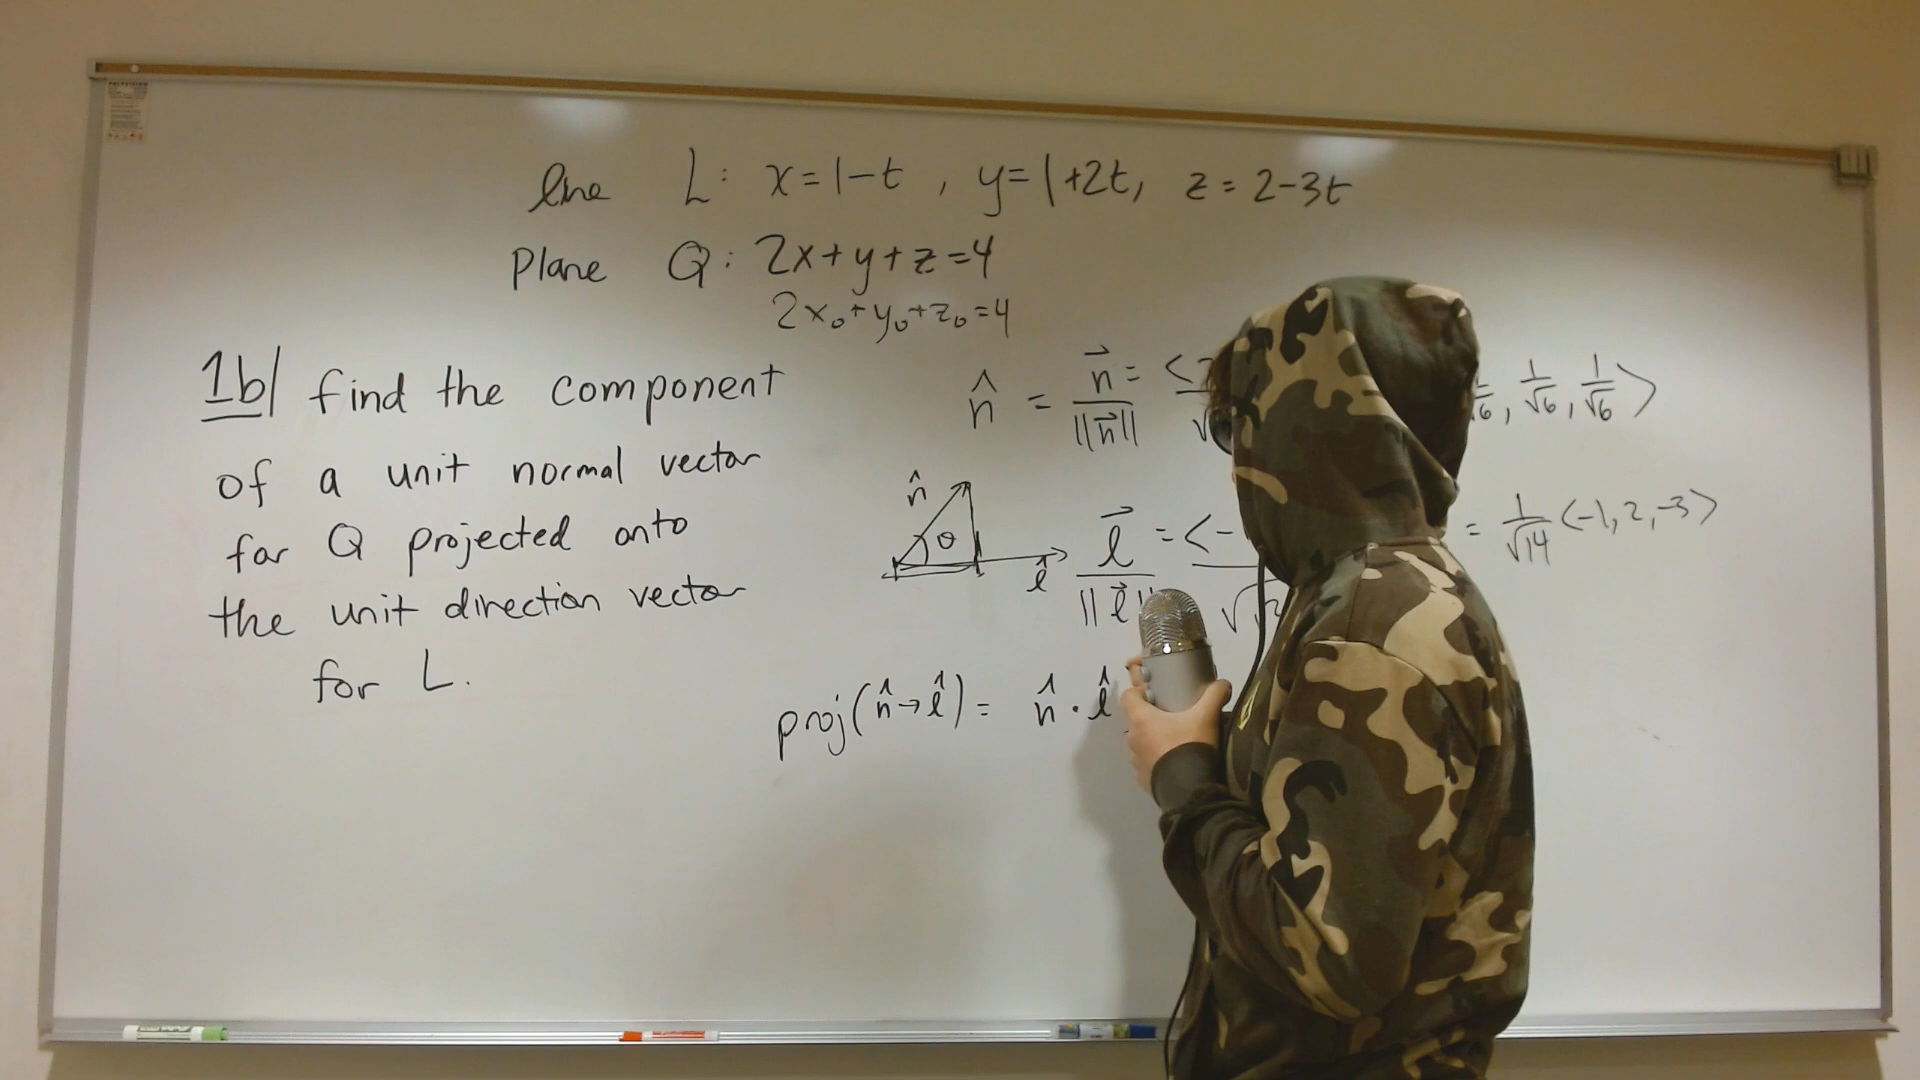 line L: x=1-t, y=1+2t, z=2-3t
Plane Q: 2x+y+z=4
2x₀+y₀+z₀=4
1b| find the component
of a unit normal vector
for Q projected onto
the unit direction vector
for L.
n̂ = n⃗ = <
||n⃗|| √
1/√6, 1/√6>
n̂
θ
l̂
l⃗ = <-
||l⃗|| √
= 1/√14 <-1, 2, -3>
proj(n̂→l̂) = n̂·l̂